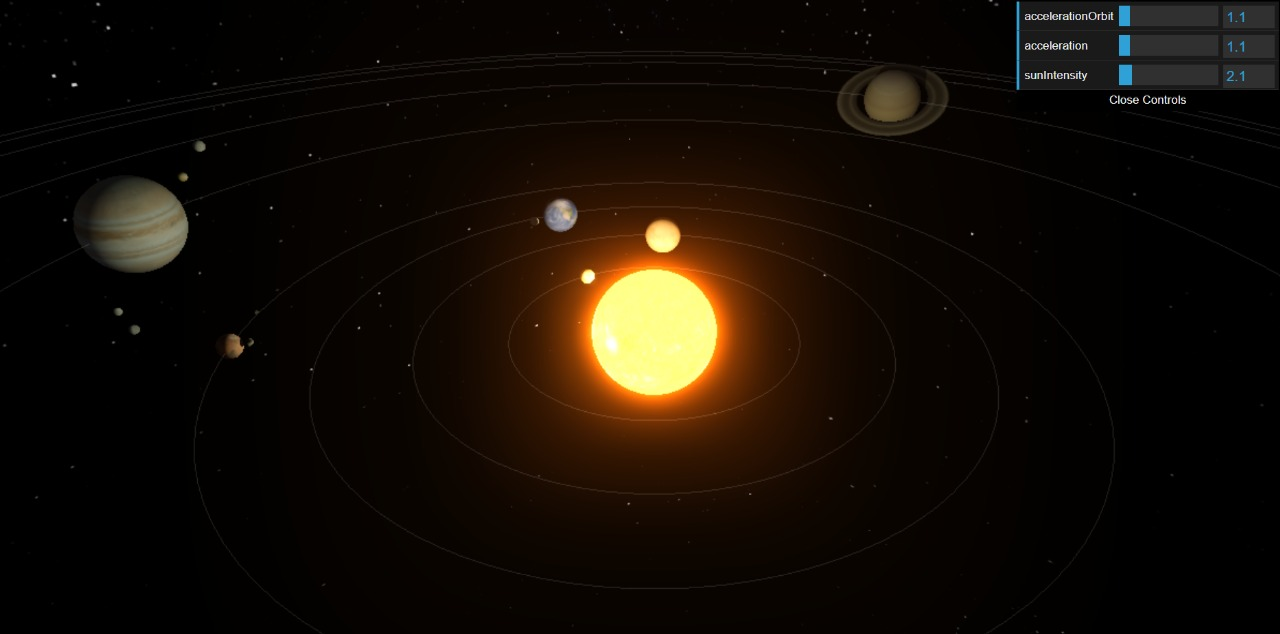 accelerationOrbit 1.1
acceleration 1.1
sunIntensity 2.1
Close Controls